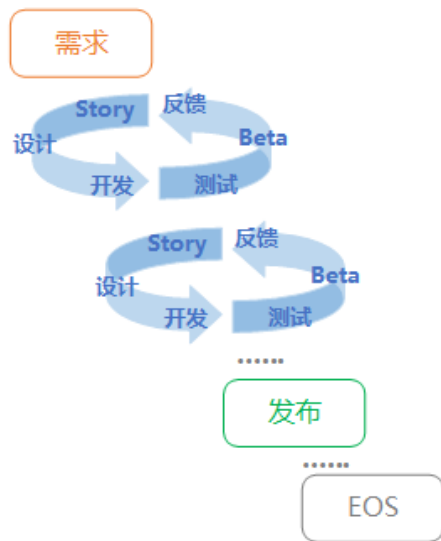 需求
Story
反馈
设计
Beta
开发
测试
Story
反馈
设计
Beta
开发
测试
......
发布
......
EOS